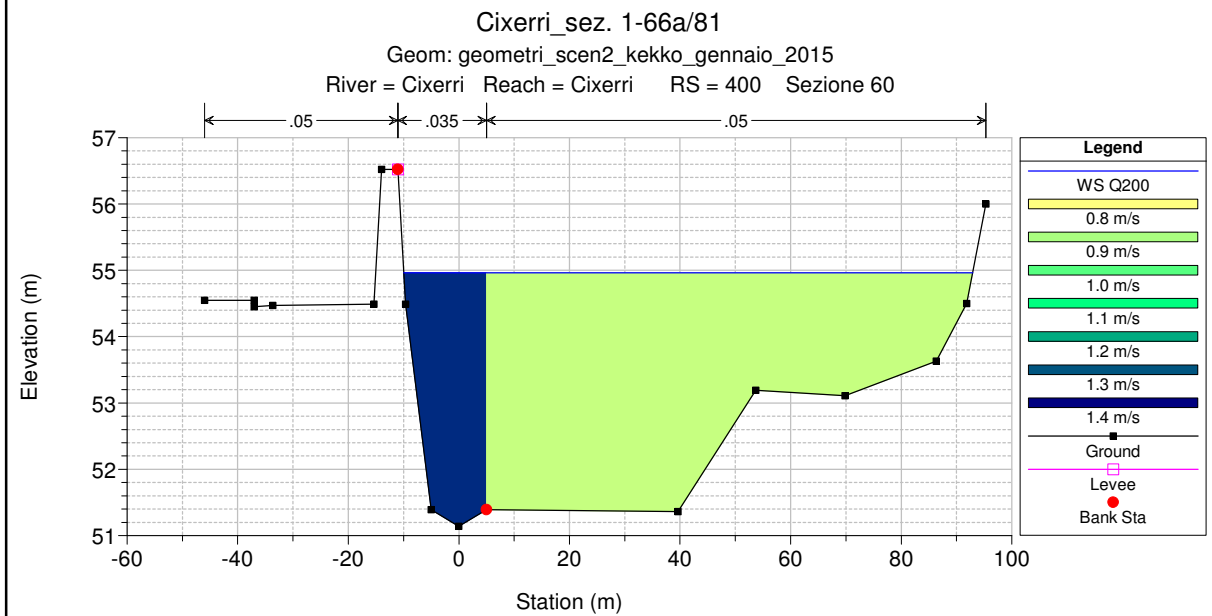 Cixerri_sez. 1-66a/81
Geom: geometri_scen2_kekko_gennaio_2015
River = Cixerri Reach = Cixerri RS = 400 Sezione 60
.05 .035 .05
57
56
55
54
53
52
51
Elevation (m)
-60 -40 -20 0 20 40 60 80 100
Station (m)
Legend
WS Q200
0.8 m/s
0.9 m/s
1.0 m/s
1.1 m/s
1.2 m/s
1.3 m/s
1.4 m/s
Ground
Levee
Bank Sta